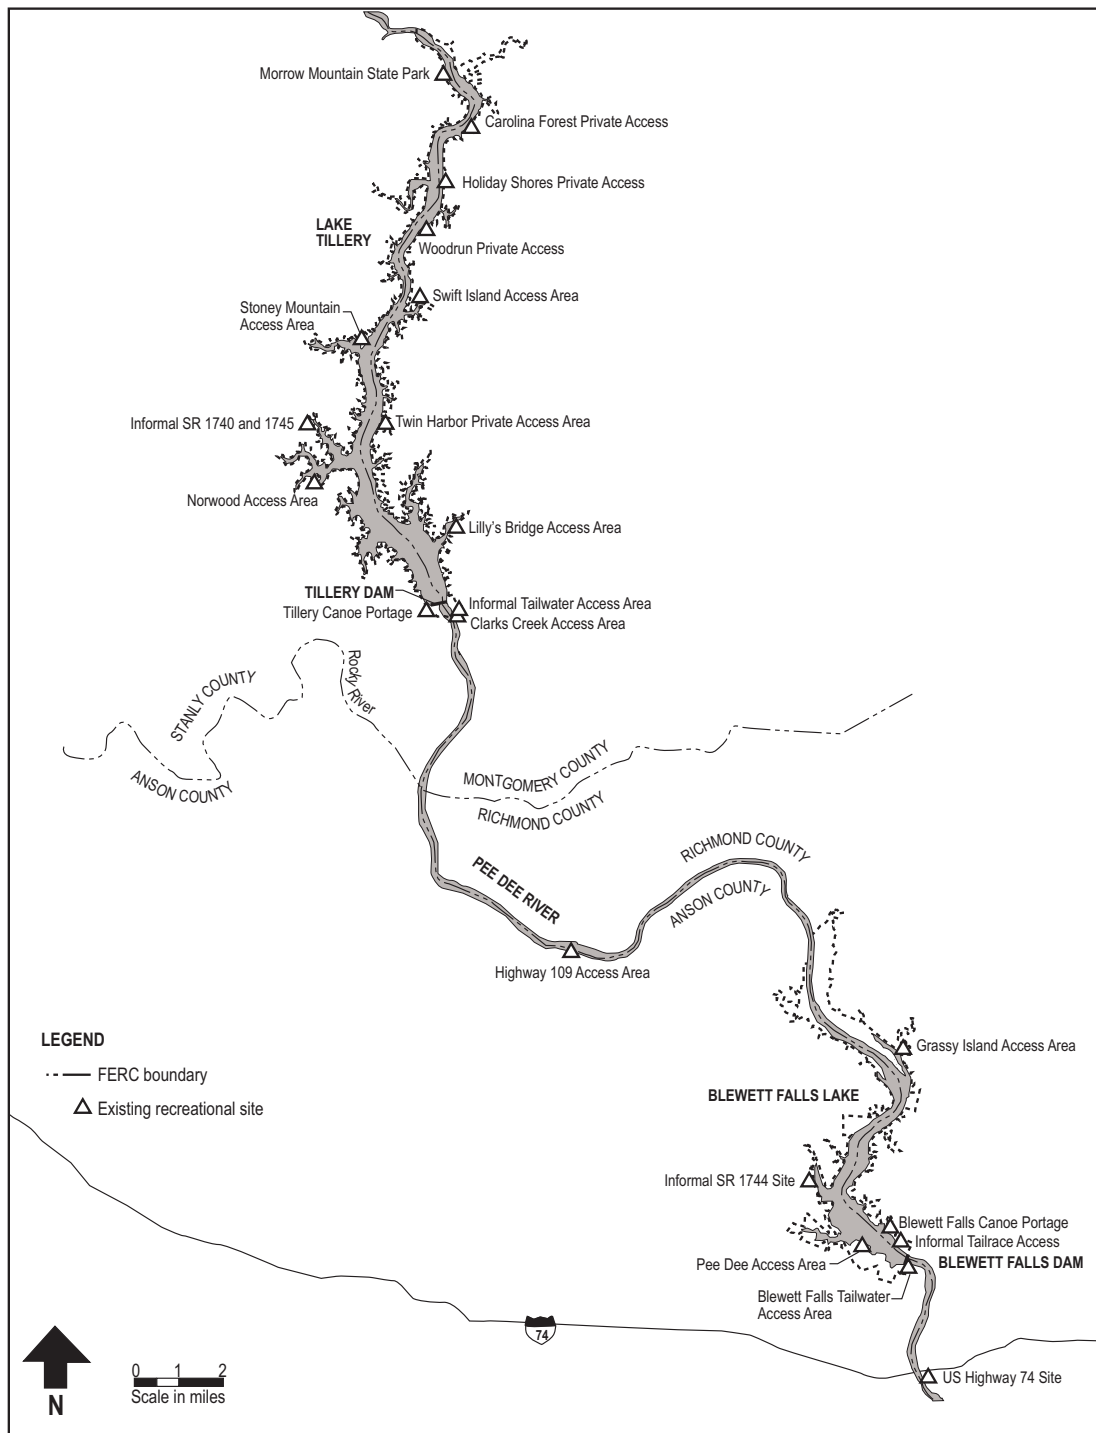 Morrow Mountain State Park
Carolina Forest Private Access
Holiday Shores Private Access
LAKE
TILLERY
Woodrun Private Access
Swift Island Access Area
Stoney Mountain
Access Area
Informal SR 1740 and 1745
Twin Harbor Private Access Area
Norwood Access Area
Lilly's Bridge Access Area
TILLERY DAM
Informal Tailwater Access Area
Tillery Canoe Portage
Clarks Creek Access Area
Rocky River
STANLY COUNTY
ANSON COUNTY
MONTGOMERY COUNTY
RICHMOND COUNTY
RICHMOND COUNTY
ANSON COUNTY
PEE DEE RIVER
Highway 109 Access Area
LEGEND
FERC boundary
Existing recreational site
Grassy Island Access Area
BLEWETT FALLS LAKE
Informal SR 1744 Site
Blewett Falls Canoe Portage
Informal Tailrace Access
Pee Dee Access Area
BLEWETT FALLS DAM
Blewett Falls Tailwater
Access Area
74
US Highway 74 Site
0 1 2
Scale in miles
N